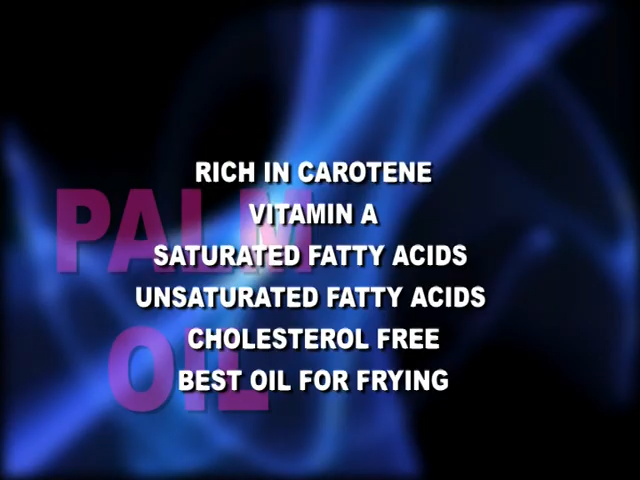 PALM
OIL
RICH IN CAROTENE
VITAMIN A
SATURATED FATTY ACIDS
UNSATURATED FATTY ACIDS
CHOLESTEROL FREE
BEST OIL FOR FRYING